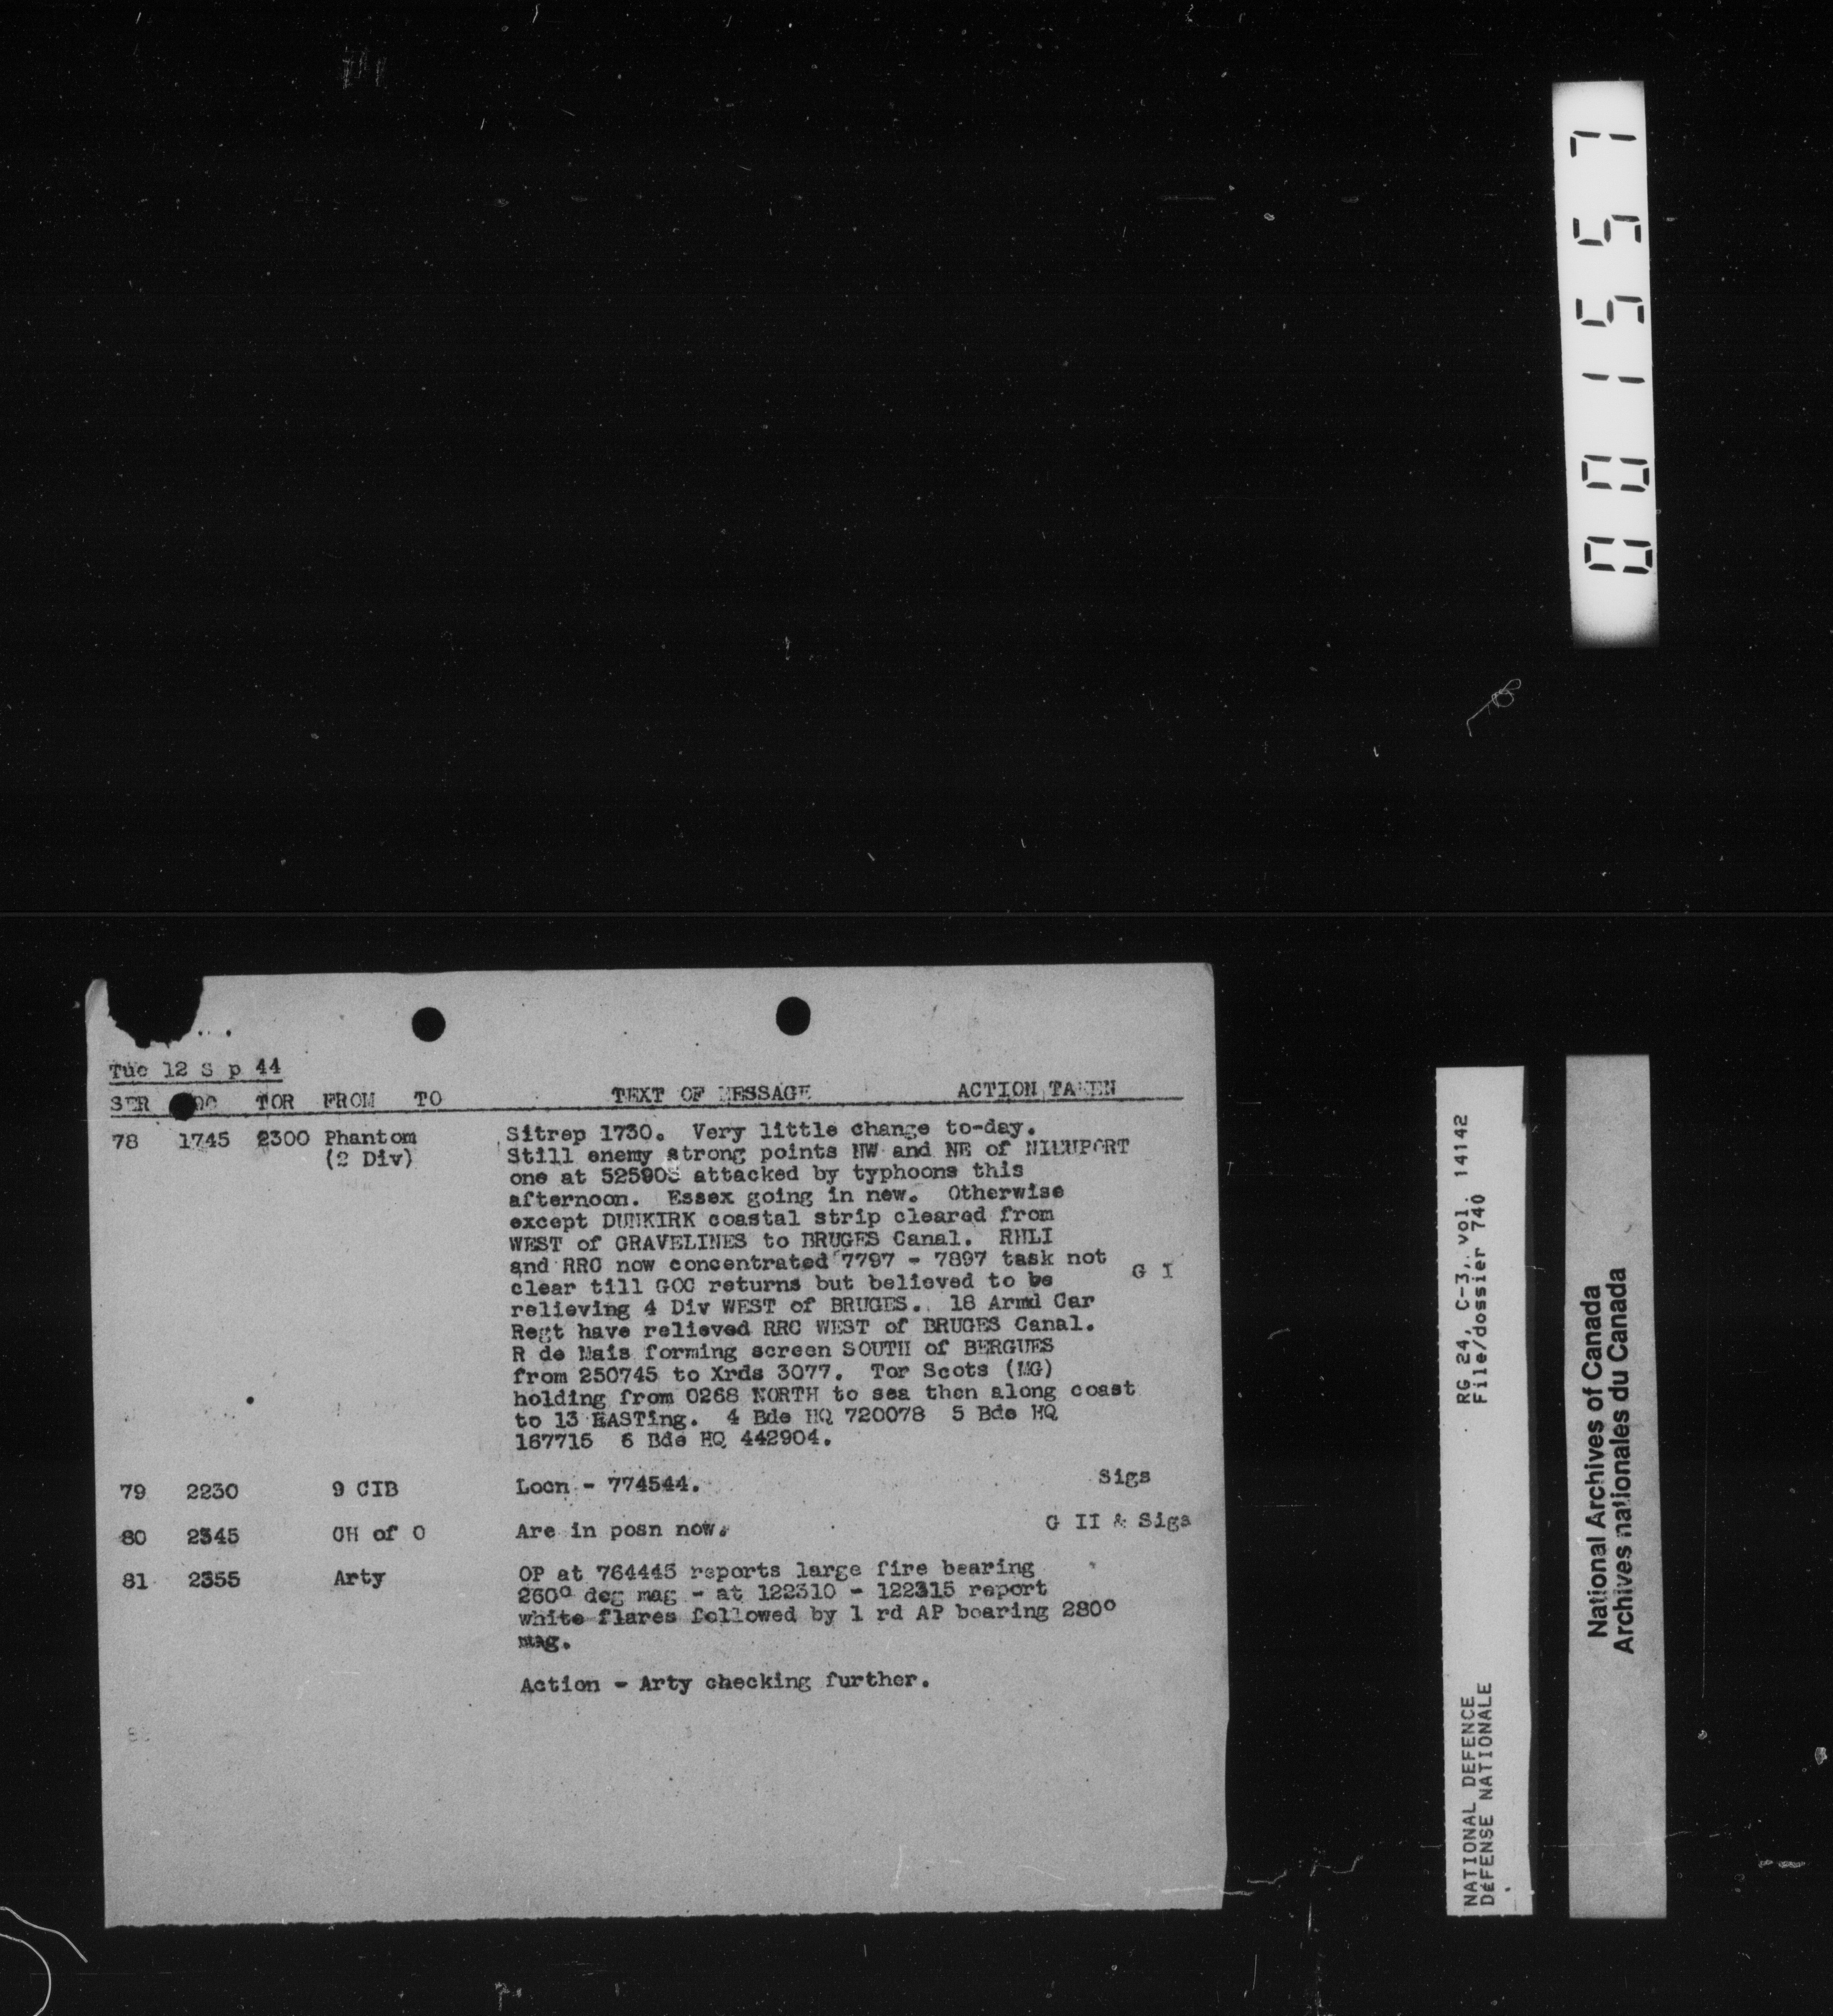 001557
Tue 12 S p 44
SER TOR FROM TO TEXT OF MESSAGE ACTION TAKEN
78 1745 2300 Phantom Sitrep 1730. Very little change to-day.
(2 Div) Still enemy strong points NW and NE of NIEUPORT
one at 525903 attacked by typhoons this
afternoon. Essex going in new. Otherwise
except DUNKIRK coastal strip cleared from
WEST of GRAVELINES to BRUGES Canal. RHLI
and RRC now concentrated 7797 - 7897 task not
clear till GOC returns but believed to be G I
relieving 4 Div WEST of BRUGES. 18 Armd Car
Regt have relieved RRC WEST of BRUGES Canal.
R de Mais forming screen SOUTH of BERGUES
from 250745 to Xrds 3077. Tor Scots (MG)
holding from 0268 NORTH to sea then along coast
to 13 EASTing. 4 Bde HQ 720078 5 Bde HQ
167715 6 Bde HQ 442904.
79 2230 9 CIB Locn - 774544. Sigs
80 2345 GH of O Are in posn now. G II & Sigs
81 2355 Arty OP at 764445 reports large fire bearing
260° deg mag - at 122310 - 122315 report
white flares followed by 1 rd AP bearing 280°
mag.
Action - Arty checking further.
NATIONAL DEFENCE RG 24, C-3, vol. 14142
DÉFENSE NATIONALE File/dossier 740
National Archives of Canada
Archives nationales du Canada